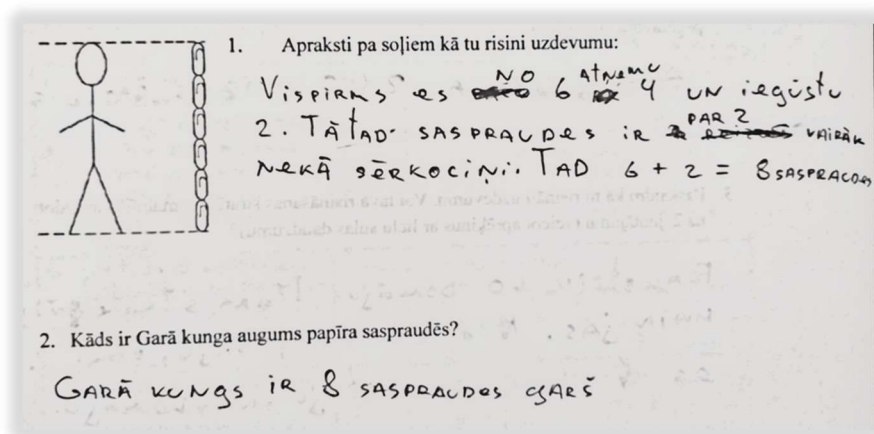 1. Apraksti pa soļiem kā tu risini uzdevumu:
Vispirms es NO 6 atņemu 4 UN iegūstu
2. TĀTAD SASPRAUDES IR PAR 2 VAIRĀK
NEKĀ SĒRKOCIŅI. TAD 6 + 2 = 8 SASPRAUDES
2. Kāds ir Garā kunga augums papīra saspraudēs?
GARĀ KUNGS IR 8 SASPRAUDES GARŠ